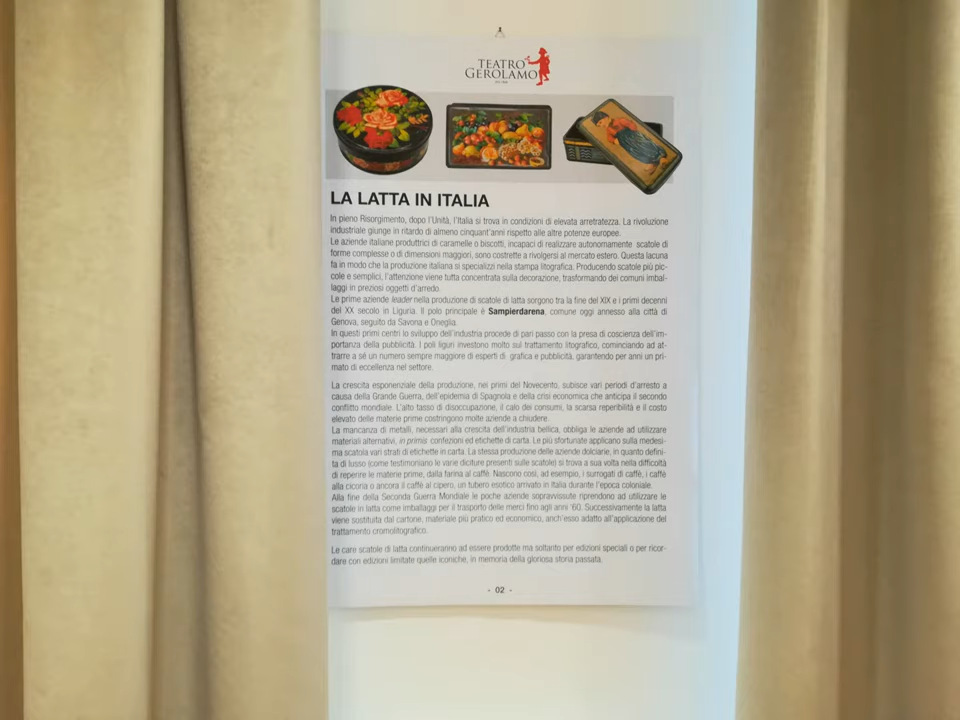 TEATRO
GEROLAMO
LA LATTA IN ITALIA
In pieno Risorgimento, dopo l'Unità, l'Italia si trova in condizioni di elevata arretratezza. La rivoluzione
industriale giunge in ritardo di almeno cinquant'anni rispetto alle altre potenze europee.
Le aziende italiane produttrici di caramelle o biscotti, incapaci di realizzare autonomamente scatole di
forme complesse o di dimensioni maggiori, sono costrette a rivolgersi al mercato estero. Questa lacuna
fa in modo che la produzione italiana si specializzi nella stampa litografica. Producendo scatole più pic-
cole e semplici, l'attenzione viene tutta concentrata sulla decorazione, trasformando dei comuni imbal-
laggi in preziosi oggetti d'arredo.
Le prime aziende leader nella produzione di scatole di latta sorgono tra la fine del XIX e i primi decenni
del XX secolo in Liguria. Il polo principale è Sampierdarena, comune oggi annesso alla città di
Genova, seguito da Savona e Oneglia.
In questi primi centri lo sviluppo dell'industria procede di pari passo con la presa di coscienza dell'im-
portanza della pubblicità. I poli liguri investono molto sul trattamento litografico, cominciando ad at-
trarre a sé un numero sempre maggiore di esperti di grafica e pubblicità, garantendo per anni un pri-
mato di eccellenza nel settore.
La crescita esponenziale della produzione, nei primi del Novecento, subisce vari periodi d'arresto a
causa della Grande Guerra, dell'epidemia di Spagnola e della crisi economica che anticipa il secondo
conflitto mondiale. L'alto tasso di disoccupazione, il calo dei consumi, la scarsa reperibilità e il costo
elevato delle materie prime costringono molte aziende a chiudere.
La mancanza di metalli, necessari alla crescita dell'industria bellica, obbliga le aziende ad utilizzare
materiali alternativi, in primis confezioni ed etichette di carta. Le più sfortunate applicano sulla medesi-
ma scatola vari strati di etichette in carta. La stessa produzione delle aziende dolciarie, in quanto defini-
ta di lusso (come testimoniano le varie diciture presenti sulle scatole) si trova a sua volta nella difficoltà
di reperire le materie prime, dalla farina al caffè. Nascono così, ad esempio, i surrogati di caffè, i caffè
alla cicoria o ancora il caffè al cipero, un tubero esotico arrivato in Italia durante l'epoca coloniale.
Alla fine della Seconda Guerra Mondiale le poche aziende sopravvissute riprendono ad utilizzare le
scatole in latta come imballaggi per il trasporto delle merci fino agli anni '60. Successivamente la latta
viene sostituita dal cartone, materiale più pratico ed economico, anch'esso adatto all'applicazione del
trattamento cromolitografico.
Le care scatole di latta continueranno ad essere prodotte ma soltanto per edizioni speciali o per ricor-
dare con edizioni limitate quelle iconiche, in memoria della gloriosa storia passata.
- 02 -